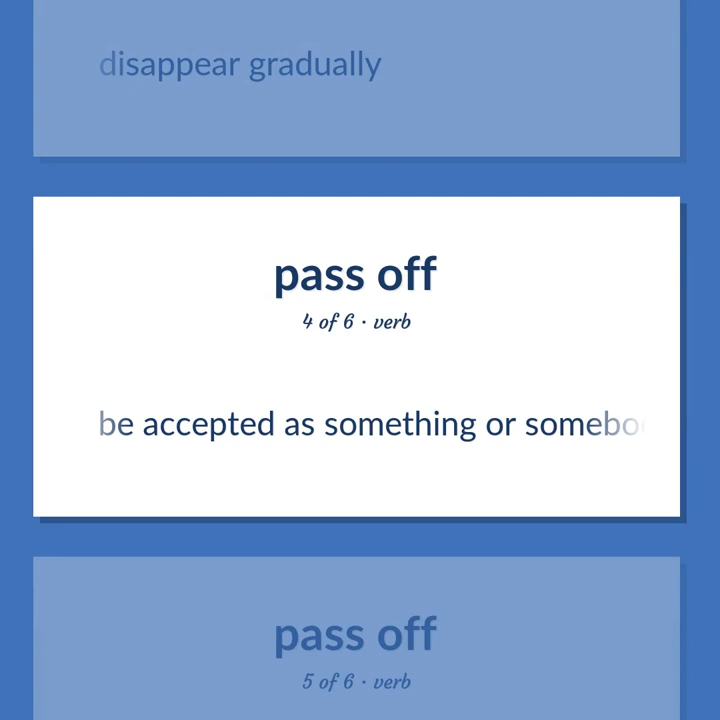 disappear gradually
pass off
4 of 6 · verb
be accepted as something or
pass off
5 of 6 · verb